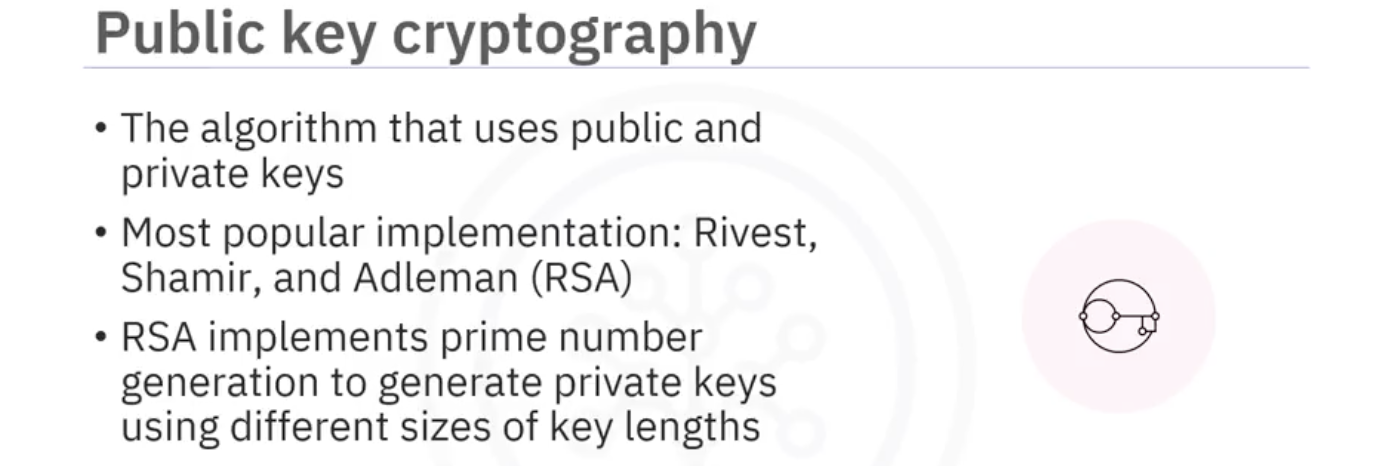 Public key cryptography
• The algorithm that uses public and
private keys
• Most popular implementation: Rivest,
Shamir, and Adleman (RSA)
• RSA implements prime number
generation to generate private keys
using different sizes of key lengths